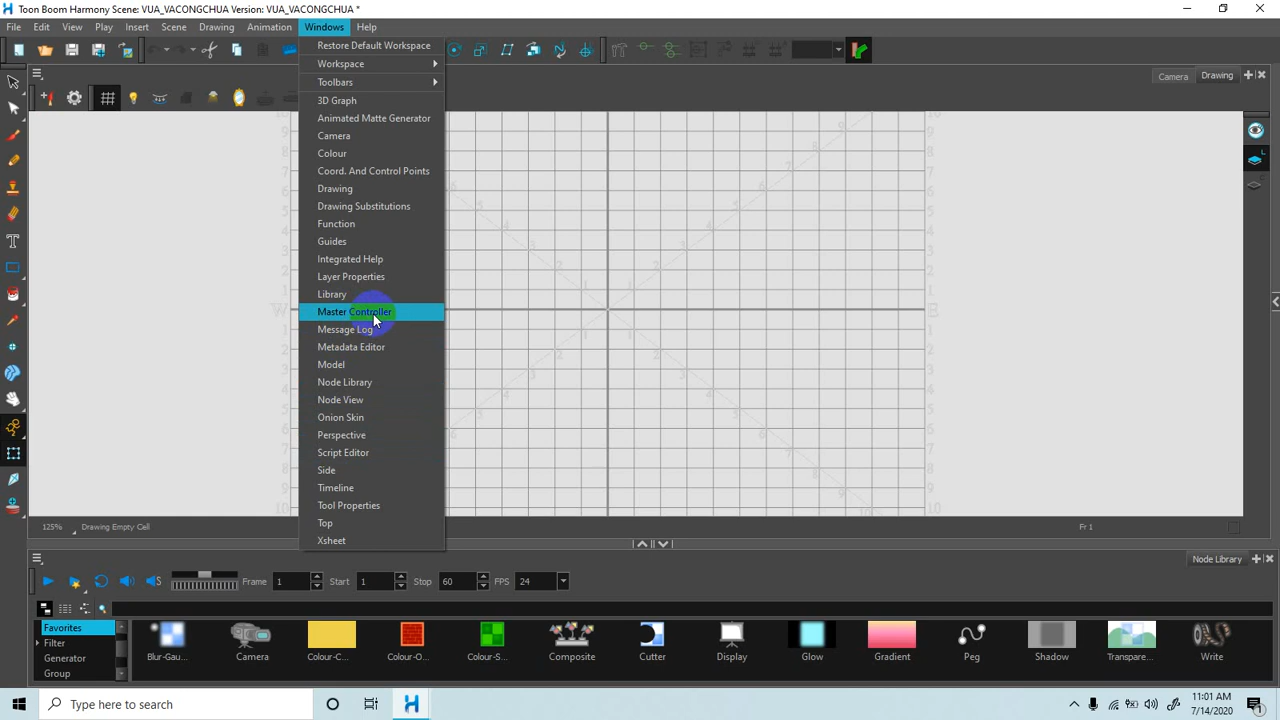 Toon Boom Harmony Scene: VUA_VACONGCHUA Version: VUA_VACONGCHUA *
File Edit View Play Insert Scene Drawing Animation Windows Help
Restore Default Workspace
Workspace
Toolbars
3D Graph
Animated Matte Generator
Camera
Colour
Coord. And Control Points
Drawing
Drawing Substitutions
Function
Guides
Integrated Help
Layer Properties
Library
Master Controller
Message Log
Metadata Editor
Model
Node Library
Node View
Onion Skin
Perspective
Script Editor
Side
Timeline
Tool Properties
Top
Xsheet
Camera Drawing
125% Drawing Empty Cell Fr 1
Node Library
Frame 1 Start 1 Stop 60 FPS 24
Favorites
Filter
Generator
Group
Blur-Gau... Camera Colour-C... Colour-O... Colour-S... Composite Cutter Display Glow Gradient Peg Shadow Transpare... Write
Type here to search
11:01 AM
7/14/2020